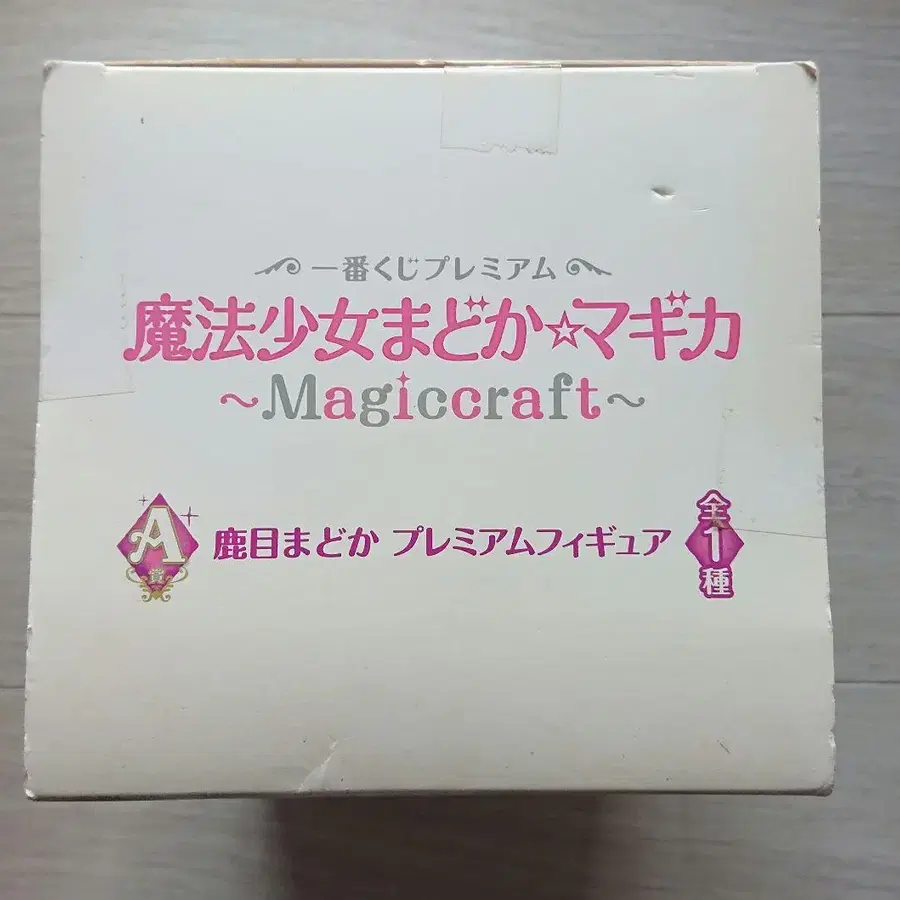 一番くじプレミアム
魔法少女まどか☆マギカ
~Magiccraft~
A賞 鹿目まどか プレミアムフィギュア 全1種